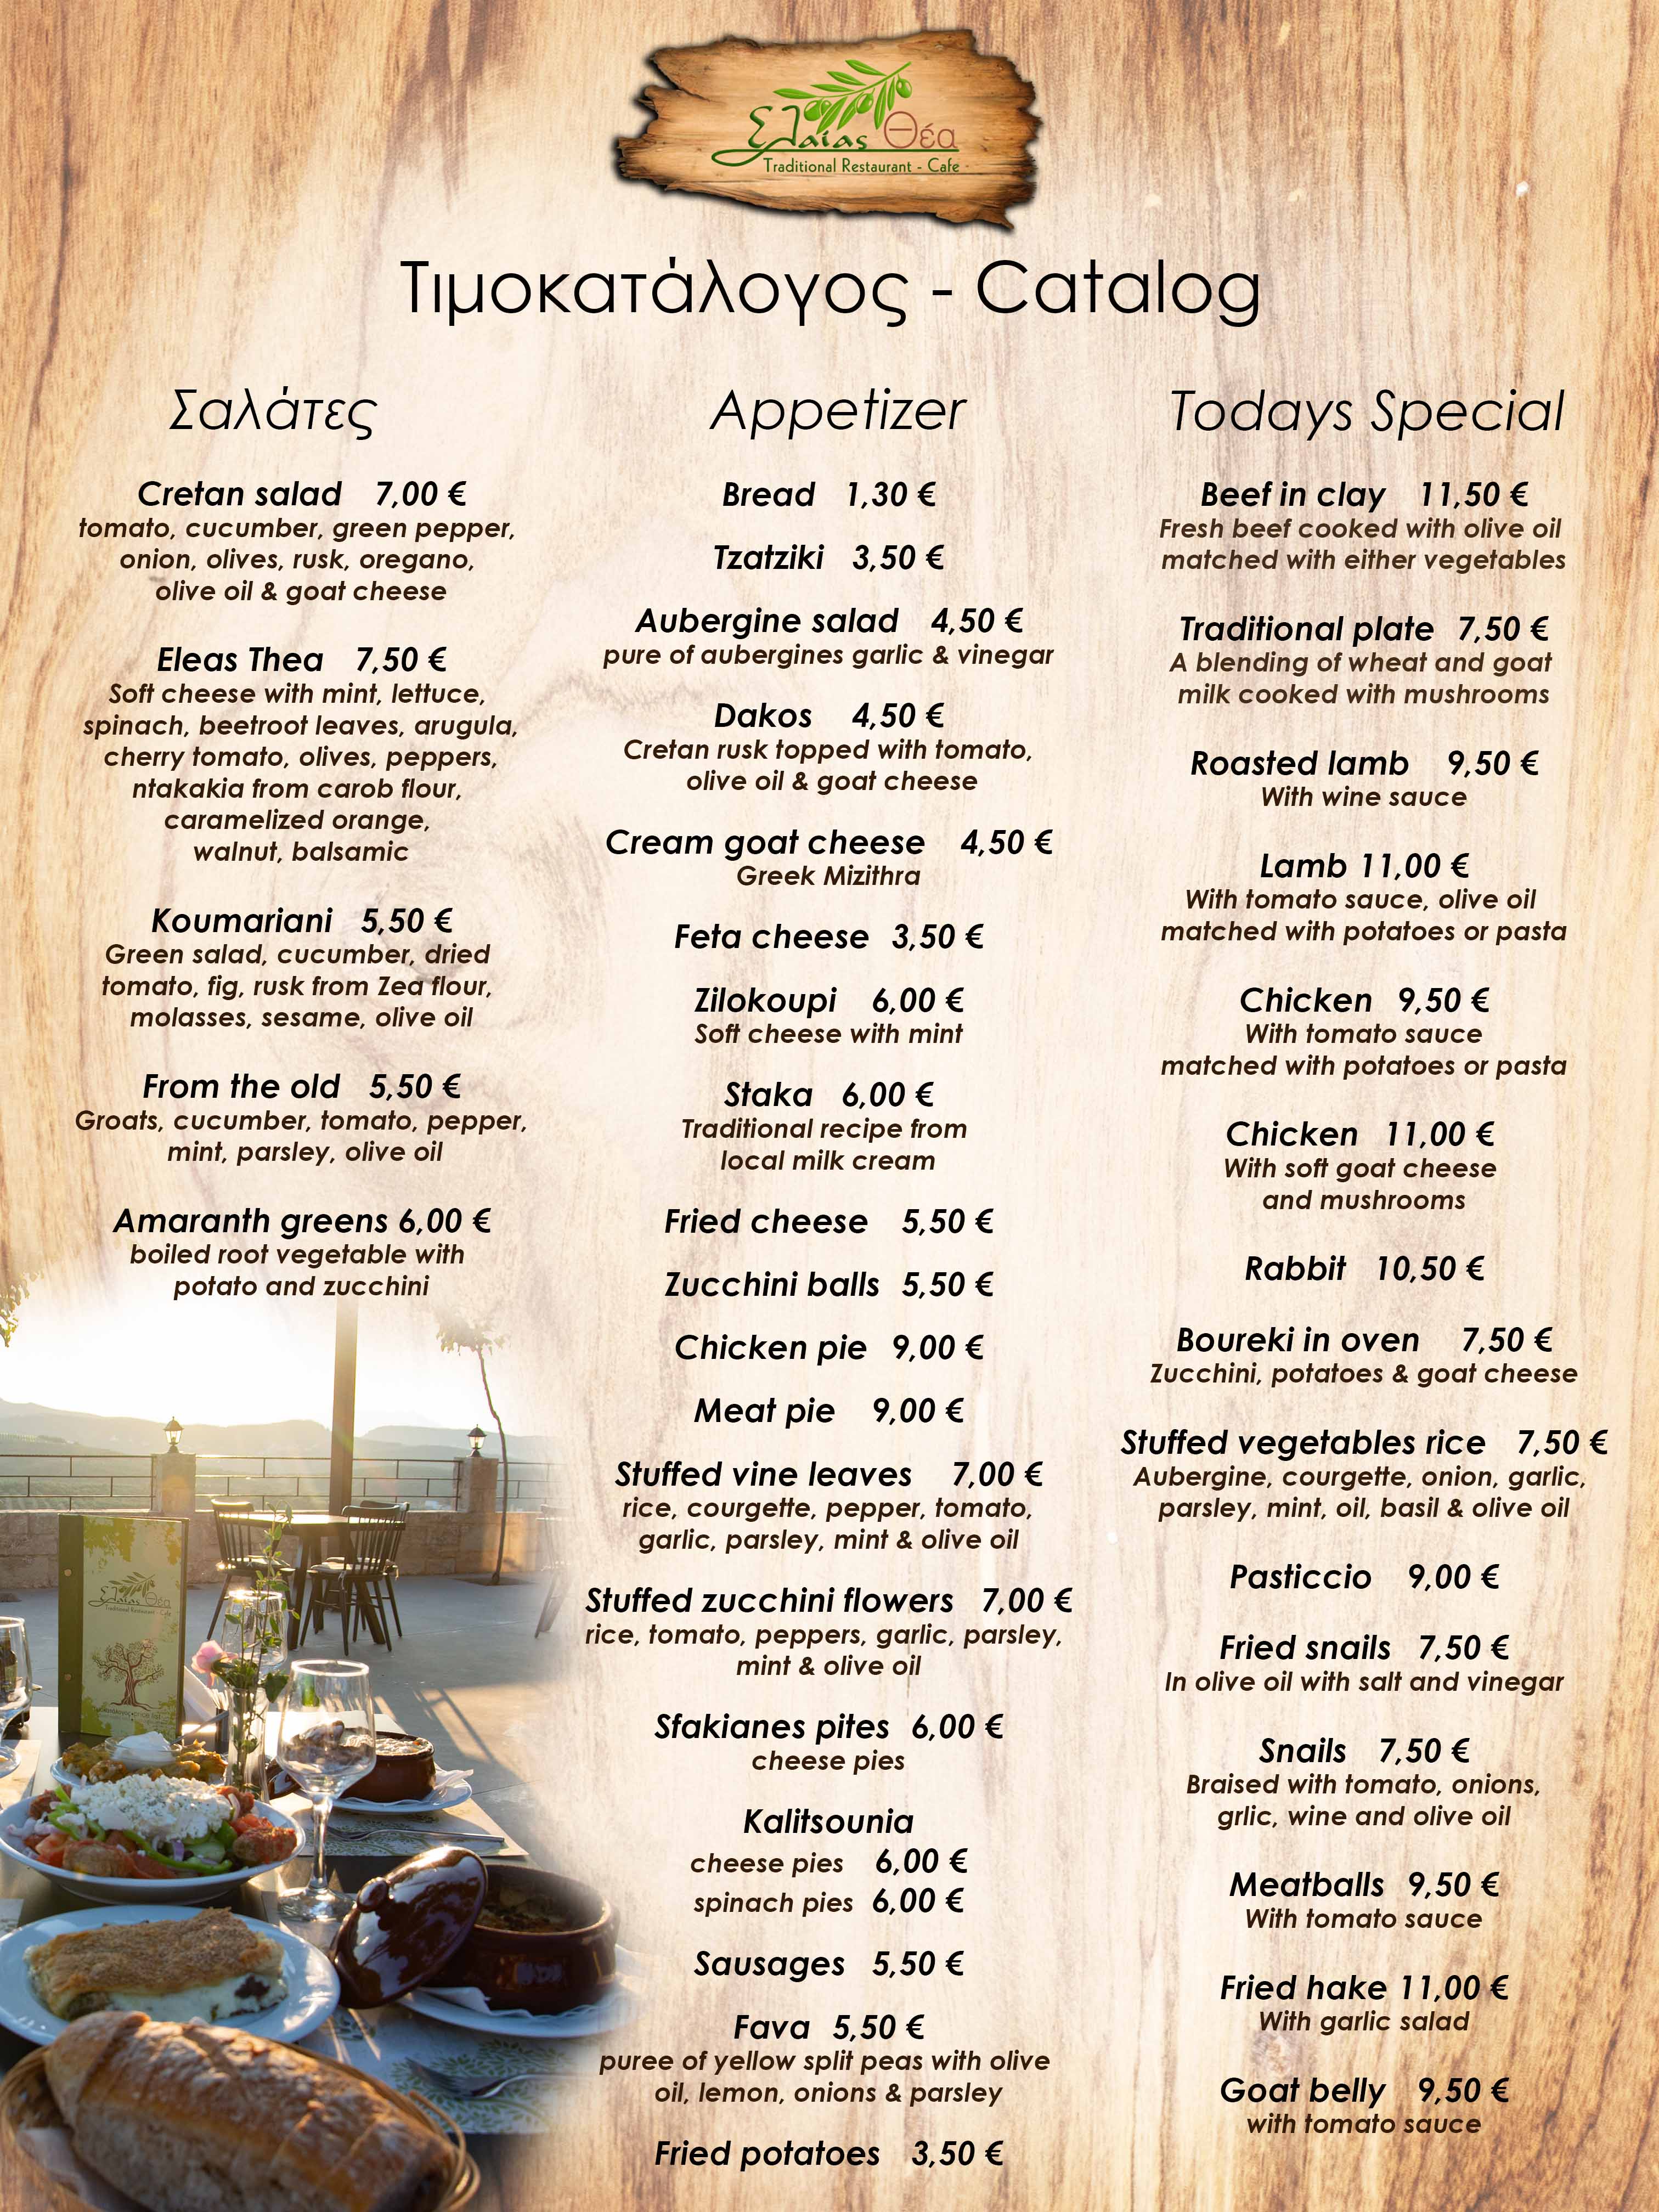 Ελαίας Θέα
Traditional Restaurant - Cafe
Τιμοκατάλογος - Catalog
Σαλάτες
Cretan salad 7,00 €
tomato, cucumber, green pepper,
onion, olives, rusk, oregano,
olive oil & goat cheese
Eleas Thea 7,50 €
Soft cheese with mint, lettuce,
spinach, beetroot leaves, arugula,
cherry tomato, olives, peppers,
ntakakia from carob flour,
caramelized orange,
walnut, balsamic
Koumariani 5,50 €
Green salad, cucumber, dried
tomato, fig, rusk from Zea flour,
molasses, sesame, olive oil
From the old 5,50 €
Groats, cucumber, tomato, pepper,
mint, parsley, olive oil
Amaranth greens 6,00 €
boiled root vegetable with
potato and zucchini
Ελαίας Θέα
Traditional Restaurant - Cafe
Appetizer
Bread 1,30 €
Tzatziki 3,50 €
Aubergine salad 4,50 €
pure of aubergines garlic & vinegar
Dakos 4,50 €
Cretan rusk topped with tomato,
olive oil & goat cheese
Cream goat cheese 4,50 €
Greek Mizithra
Feta cheese 3,50 €
Zilokoupi 6,00 €
Soft cheese with mint
Staka 6,00 €
Traditional recipe from
local milk cream
Fried cheese 5,50 €
Zucchini balls 5,50 €
Chicken pie 9,00 €
Meat pie 9,00 €
Stuffed vine leaves 7,00 €
rice, courgette, pepper, tomato,
garlic, parsley, mint & olive oil
Stuffed zucchini flowers 7,00 €
rice, tomato, peppers, garlic, parsley,
mint & olive oil
Sfakianes pites 6,00 €
cheese pies
Kalitsounia
cheese pies 6,00 €
spinach pies 6,00 €
Sausages 5,50 €
Fava 5,50 €
puree of yellow split peas with olive
oil, lemon, onions & parsley
Fried potatoes 3,50 €
Todays Special
Beef in clay 11,50 €
Fresh beef cooked with olive oil
matched with either vegetables
Traditional plate 7,50 €
A blending of wheat and goat
milk cooked with mushrooms
Roasted lamb 9,50 €
With wine sauce
Lamb 11,00 €
With tomato sauce, olive oil
matched with potatoes or pasta
Chicken 9,50 €
With tomato sauce
matched with potatoes or pasta
Chicken 11,00 €
With soft goat cheese
and mushrooms
Rabbit 10,50 €
Boureki in oven 7,50 €
Zucchini, potatoes & goat cheese
Stuffed vegetables rice 7,50 €
Aubergine, courgette, onion, garlic,
parsley, mint, oil, basil & olive oil
Pasticcio 9,00 €
Fried snails 7,50 €
In olive oil with salt and vinegar
Snails 7,50 €
Braised with tomato, onions,
grlic, wine and olive oil
Meatballs 9,50 €
With tomato sauce
Fried hake 11,00 €
With garlic salad
Goat belly 9,50 €
with tomato sauce